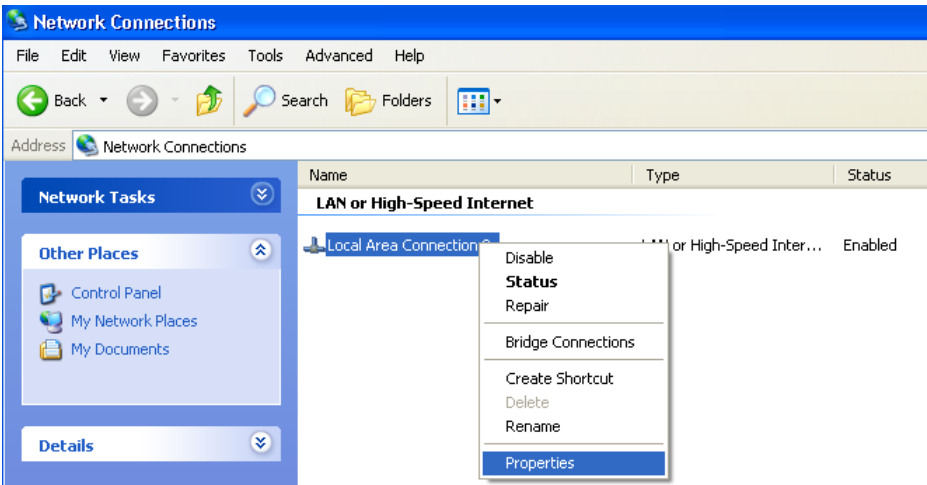 Network Connections
File Edit View Favorites Tools Advanced Help
Back Search Folders
Address Network Connections
Name Type Status
Network Tasks
LAN or High-Speed Internet
Local Area Connection
or High-Speed Inter... Enabled
Other Places
Control Panel
My Network Places
My Documents
Details
Disable
Status
Repair
Bridge Connections
Create Shortcut
Delete
Rename
Properties